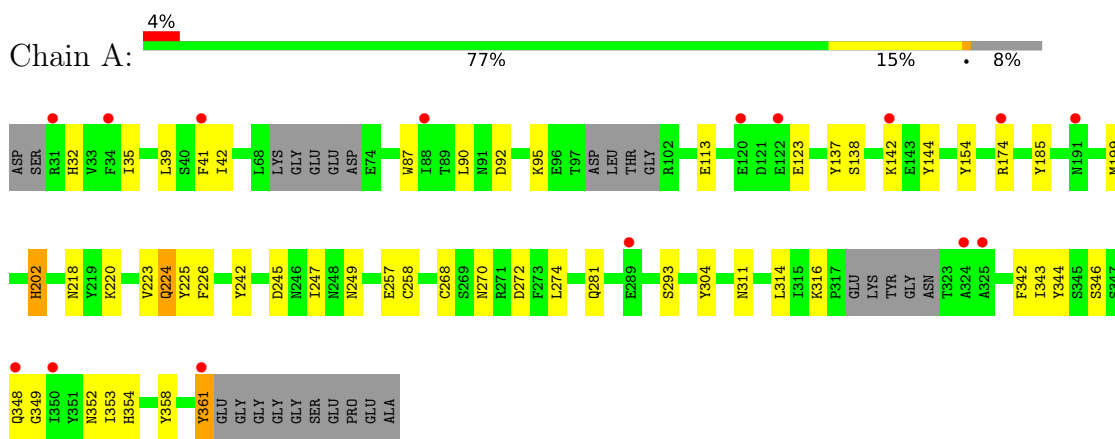 4%
Chain A:
77% 15% • 8%
ASP SER R31 H32 V33 F34 I35 L39 S40 F41 I42 L68 LYS GLY GLU GLU ASP E74 W87 I88 T89 L90 N91 D92 K95 E96 T97 ASP LEU THR GLY R102 E113 E120 D121 E122 E123 Y137 S138 K142 E143 Y144 Y154 R174 Y185 N191 M199
H202 N218 Y219 K220 V223 Q224 Y225 F226 Y242 D245 N246 I247 N248 N249 E257 C258 C268 S269 N270 R271 D272 F273 L274 Q281 E289 S293 Y304 N311 L314 I315 K316 P317 GLU LYS TYR GLY ASN T323 A324 A325 F342 I343 Y344 S345 S346 S347
Q348 G349 I350 Y351 N352 I353 H354 Y358 Y361 GLU GLY GLY GLY GLY SER GLU PRO GLU ALA